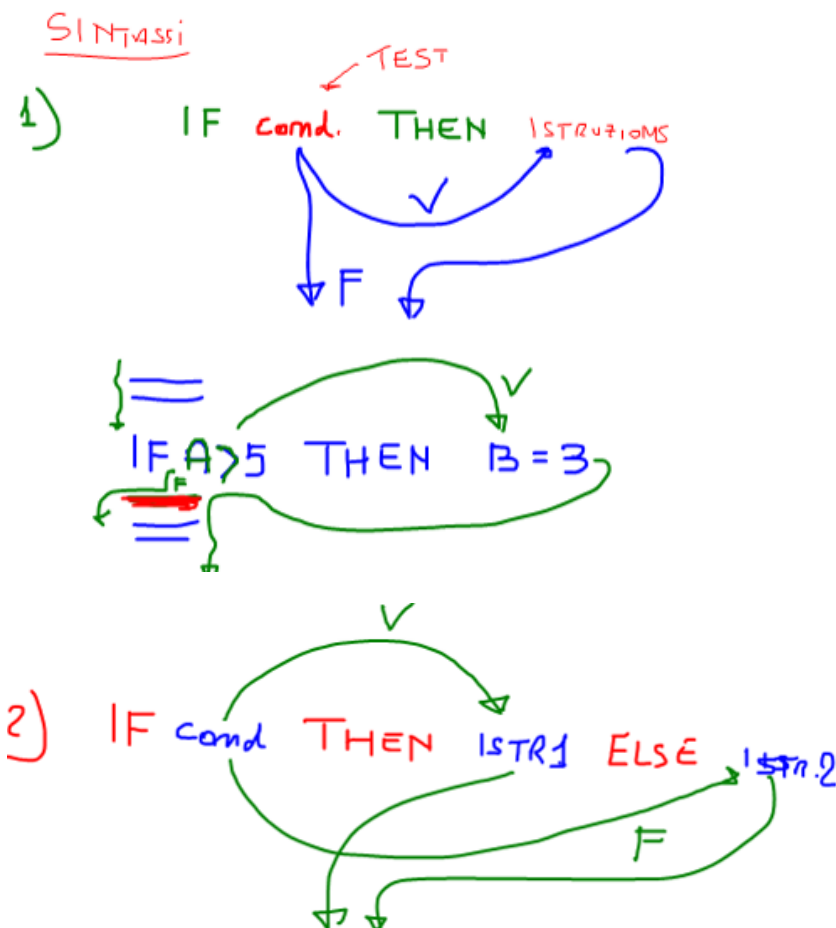 SINTASSI
TEST
1) IF cond. THEN ISTRUZIONS
V
F
V
IF A>5 THEN B = 3
F
V
2) IF cond THEN ISTR1 ELSE ISTR.2
F